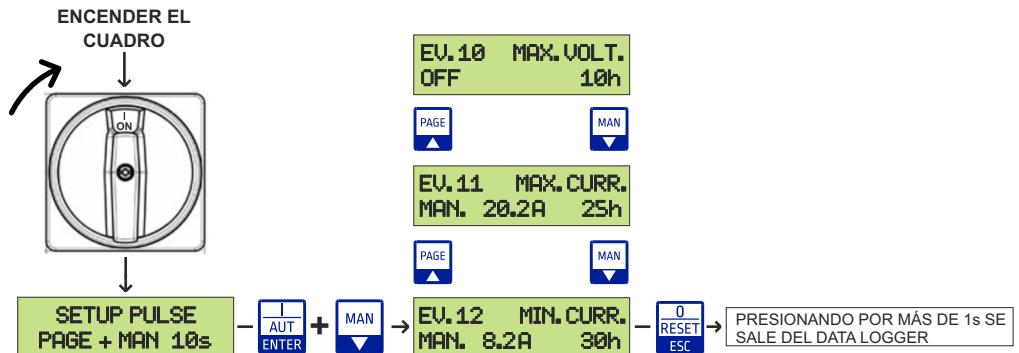 ENCENDER EL
CUADRO
I
ON
SETUP PULSE
PAGE + MAN 10s
I
AUT
ENTER
+
MAN
EV.10 MAX.VOLT.
OFF 10h
PAGE
MAN
EV.11 MAX.CURR.
MAN. 20.2A 25h
PAGE
MAN
EV.12 MIN.CURR.
MAN. 8.2A 30h
0
RESET
ESC
PRESIONANDO POR MÁS DE 1s SE
SALE DEL DATA LOGGER